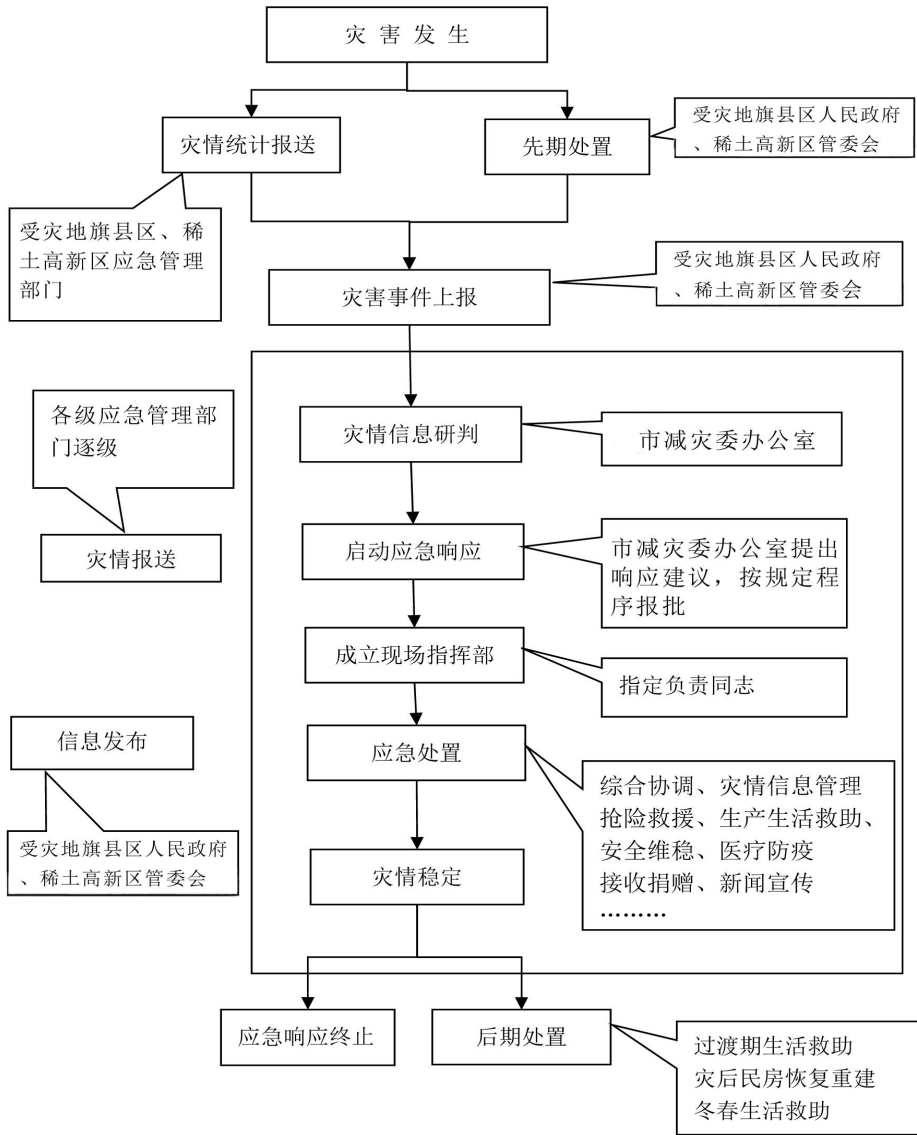 灾 害 发 生
灾情统计报送
先期处置
受灾地旗县区人民政府
、稀土高新区管委会
受灾地旗县区、稀
土高新区应急管理
部门
灾害事件上报
受灾地旗县区人民政府
、稀土高新区管委会
各级应急管理部
门逐级
灾情信息研判
市减灾委办公室
灾情报送
启动应急响应
市减灾委办公室提出
响应建议，按规定程
序报批
成立现场指挥部
指定负责同志
信息发布
应急处置
综合协调、灾情信息管理
抢险救援、生产生活救助、
安全维稳、医疗防疫
接收捐赠、新闻宣传
………
受灾地旗县区人民政府
、稀土高新区管委会
灾情稳定
应急响应终止
后期处置
过渡期生活救助
灾后民房恢复重建
冬春生活救助